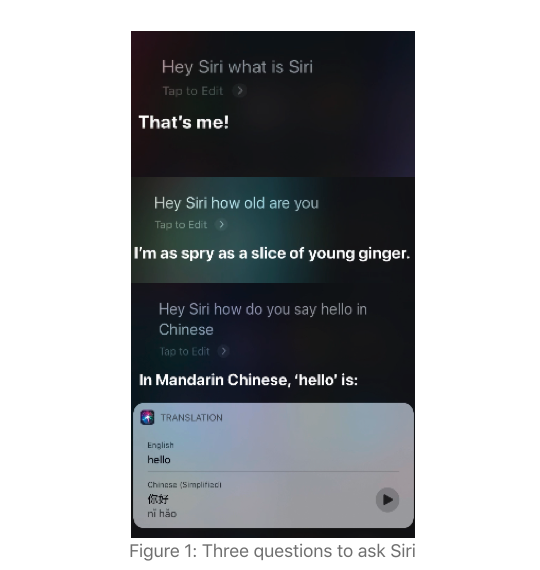 Hey Siri what is Siri
Tap to Edit
That's me!
Hey Siri how old are you
Tap to Edit
I'm as spry as a slice of young ginger.
Hey Siri how do you say hello in
Chinese
Tap to Edit
In Mandarin Chinese, ‘hello’ is:
TRANSLATION
English
hello
Chinese (Simplified)
你好
nǐ hǎo
Figure 1: Three questions to ask Siri